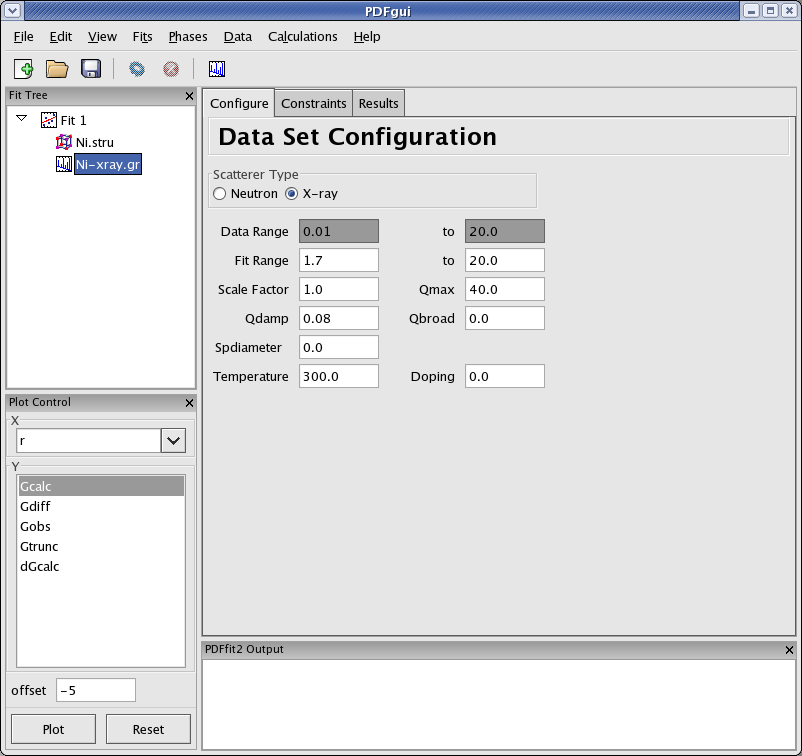 PDFgui
File Edit View Fits Phases Data Calculations Help
Fit Tree
Fit 1
Ni.stru
Ni-xray.gr
Plot Control
X
r
Y
Gcalc
Gdiff
Gobs
Gtrunc
dGcalc
offset -5
Plot Reset
Configure Constraints Results
Data Set Configuration
Scatterer Type
Neutron X-ray
Data Range 0.01 to 20.0
Fit Range 1.7 to 20.0
Scale Factor 1.0 Qmax 40.0
Qdamp 0.08 Qbroad 0.0
Spdiameter 0.0
Temperature 300.0 Doping 0.0
PDFfit2 Output